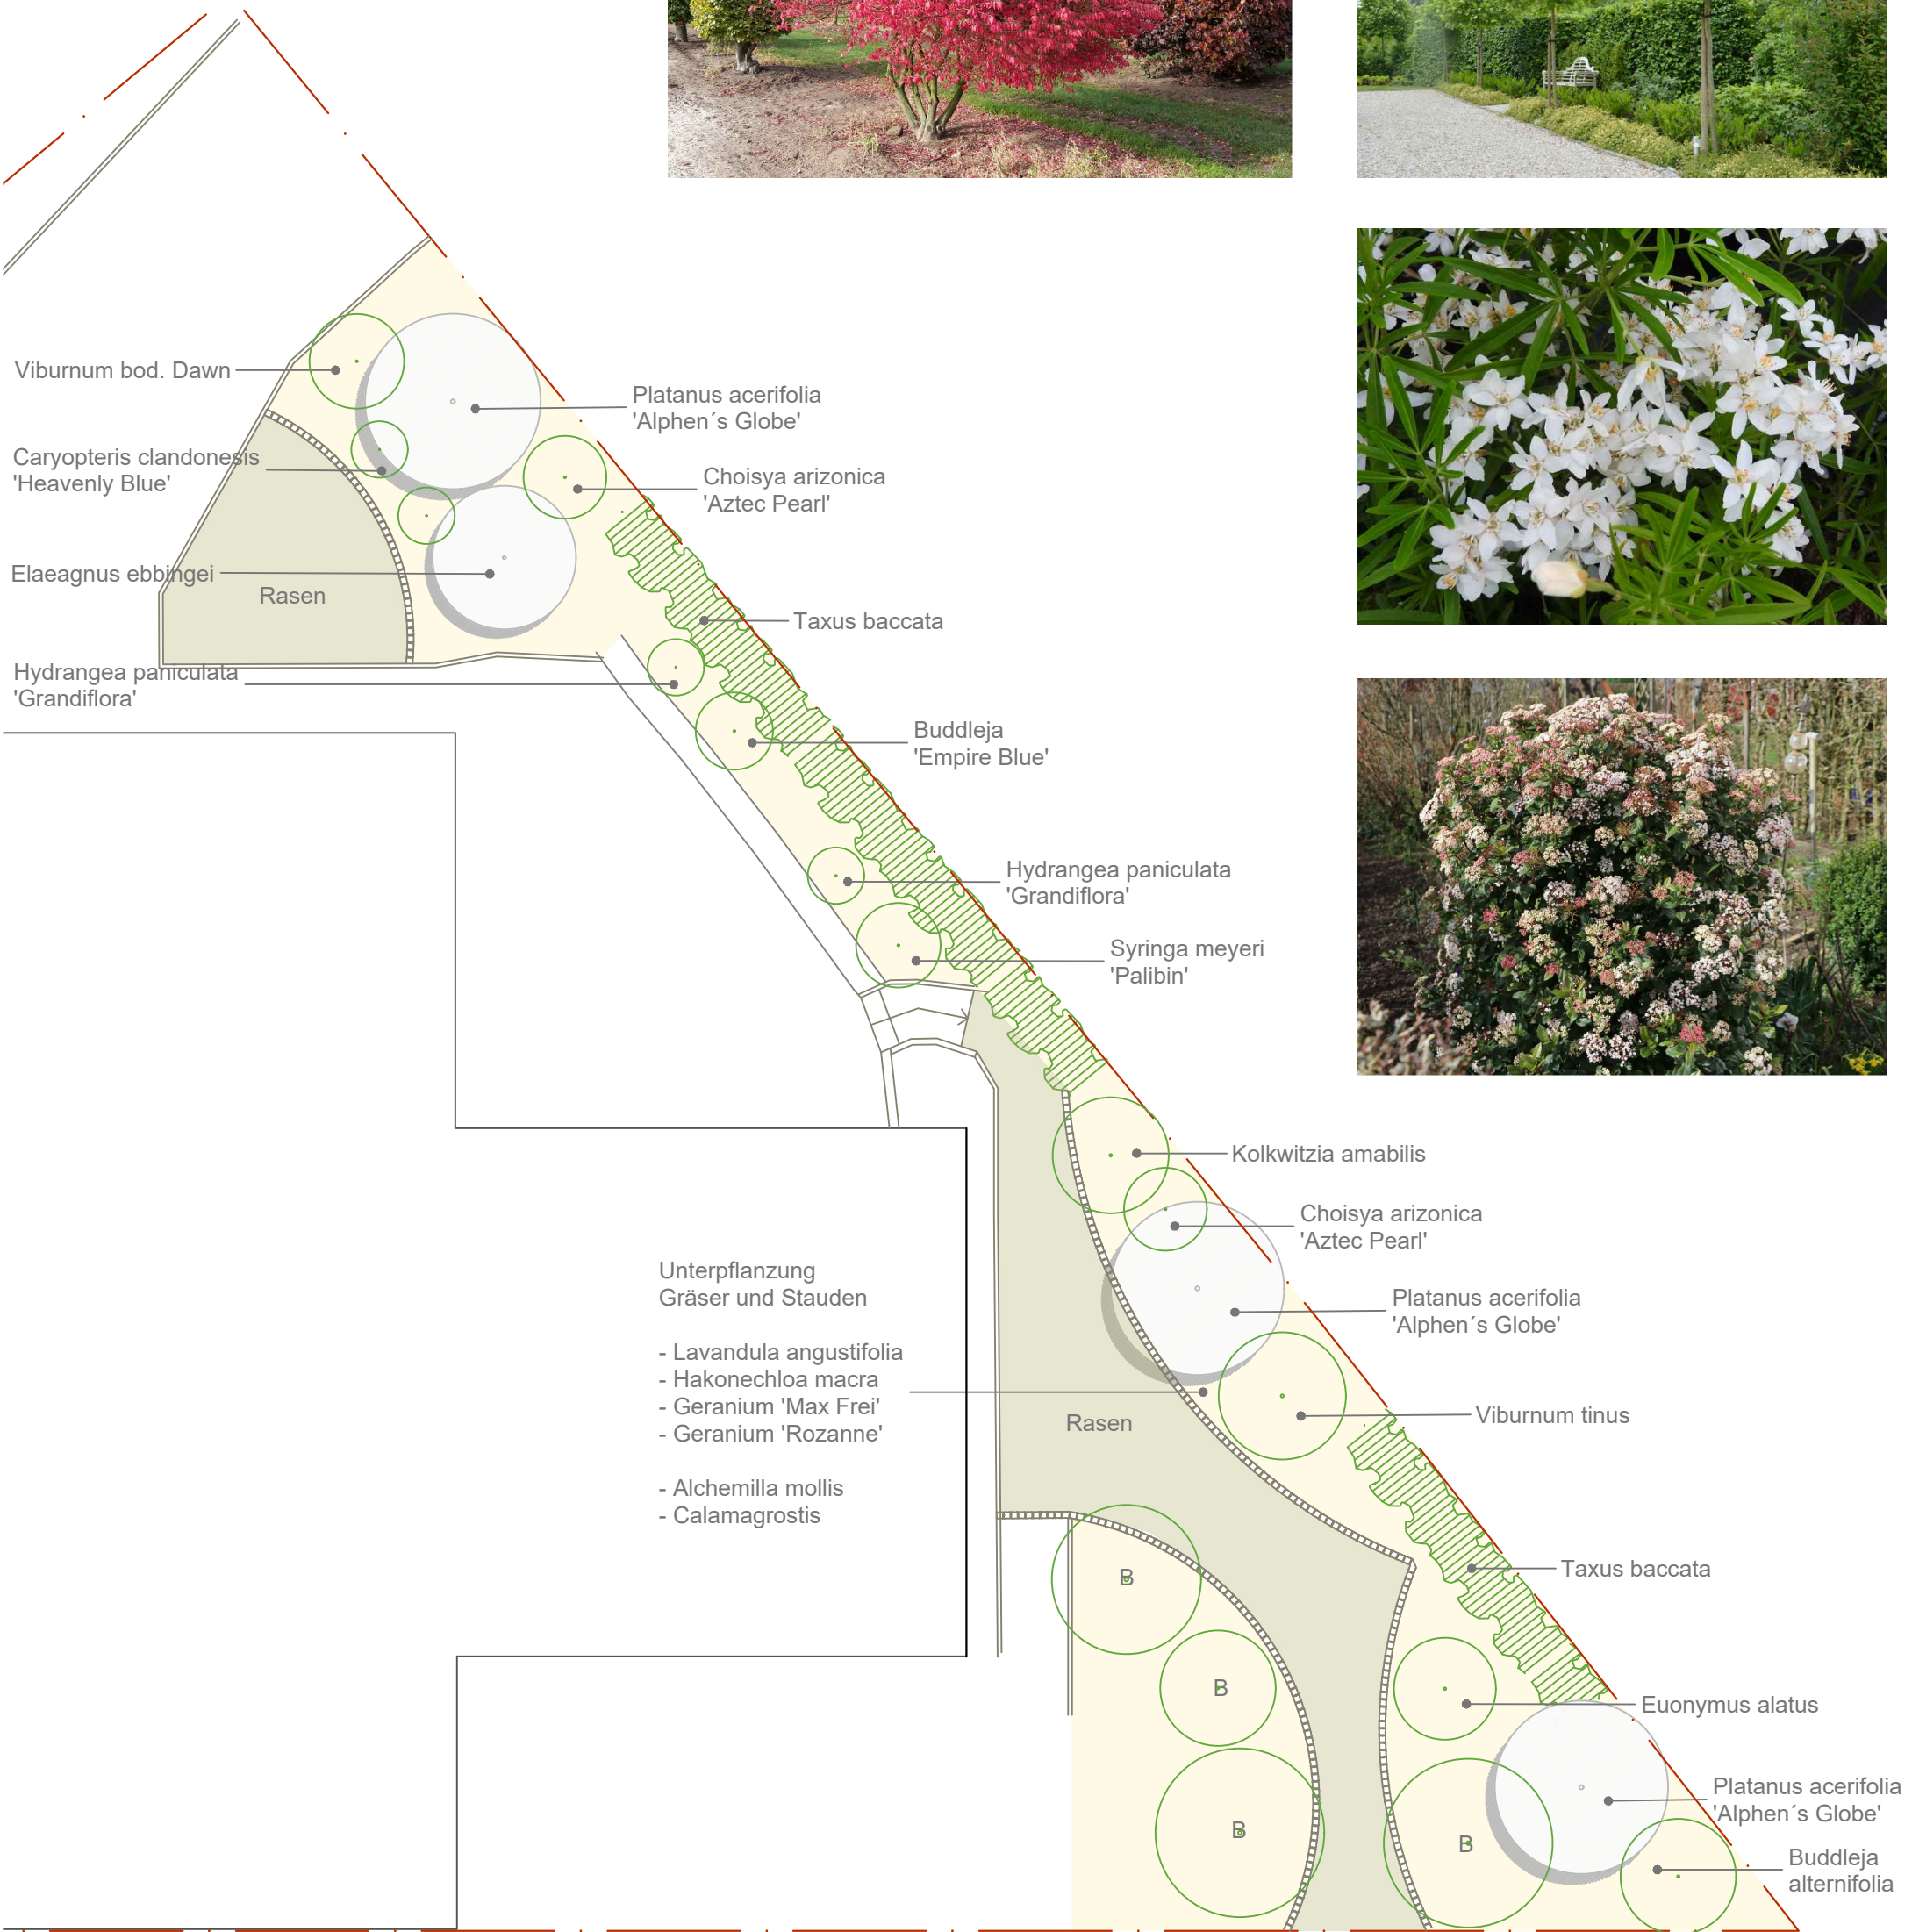 Viburnum bod. Dawn
Platanus acerifolia
'Alphen´s Globe'
Caryopteris clandonesis
'Heavenly Blue'
Choisya arizonica
'Aztec Pearl'
Elaeagnus ebbingei
Rasen
Taxus baccata
Hydrangea paniculata
'Grandiflora'
Buddleja
'Empire Blue'
Hydrangea paniculata
'Grandiflora'
Syringa meyeri
'Palibin'
Kolkwitzia amabilis
Choisya arizonica
'Aztec Pearl'
Unterpflanzung
Gräser und Stauden
- Lavandula angustifolia
- Hakonechloa macra
- Geranium 'Max Frei'
- Geranium 'Rozanne'
- Alchemilla mollis
- Calamagrostis
Platanus acerifolia
'Alphen´s Globe'
Rasen
Viburnum tinus
Taxus baccata
B
B
Euonymus alatus
B
B
Platanus acerifolia
'Alphen´s Globe'
Buddleja
alternifolia